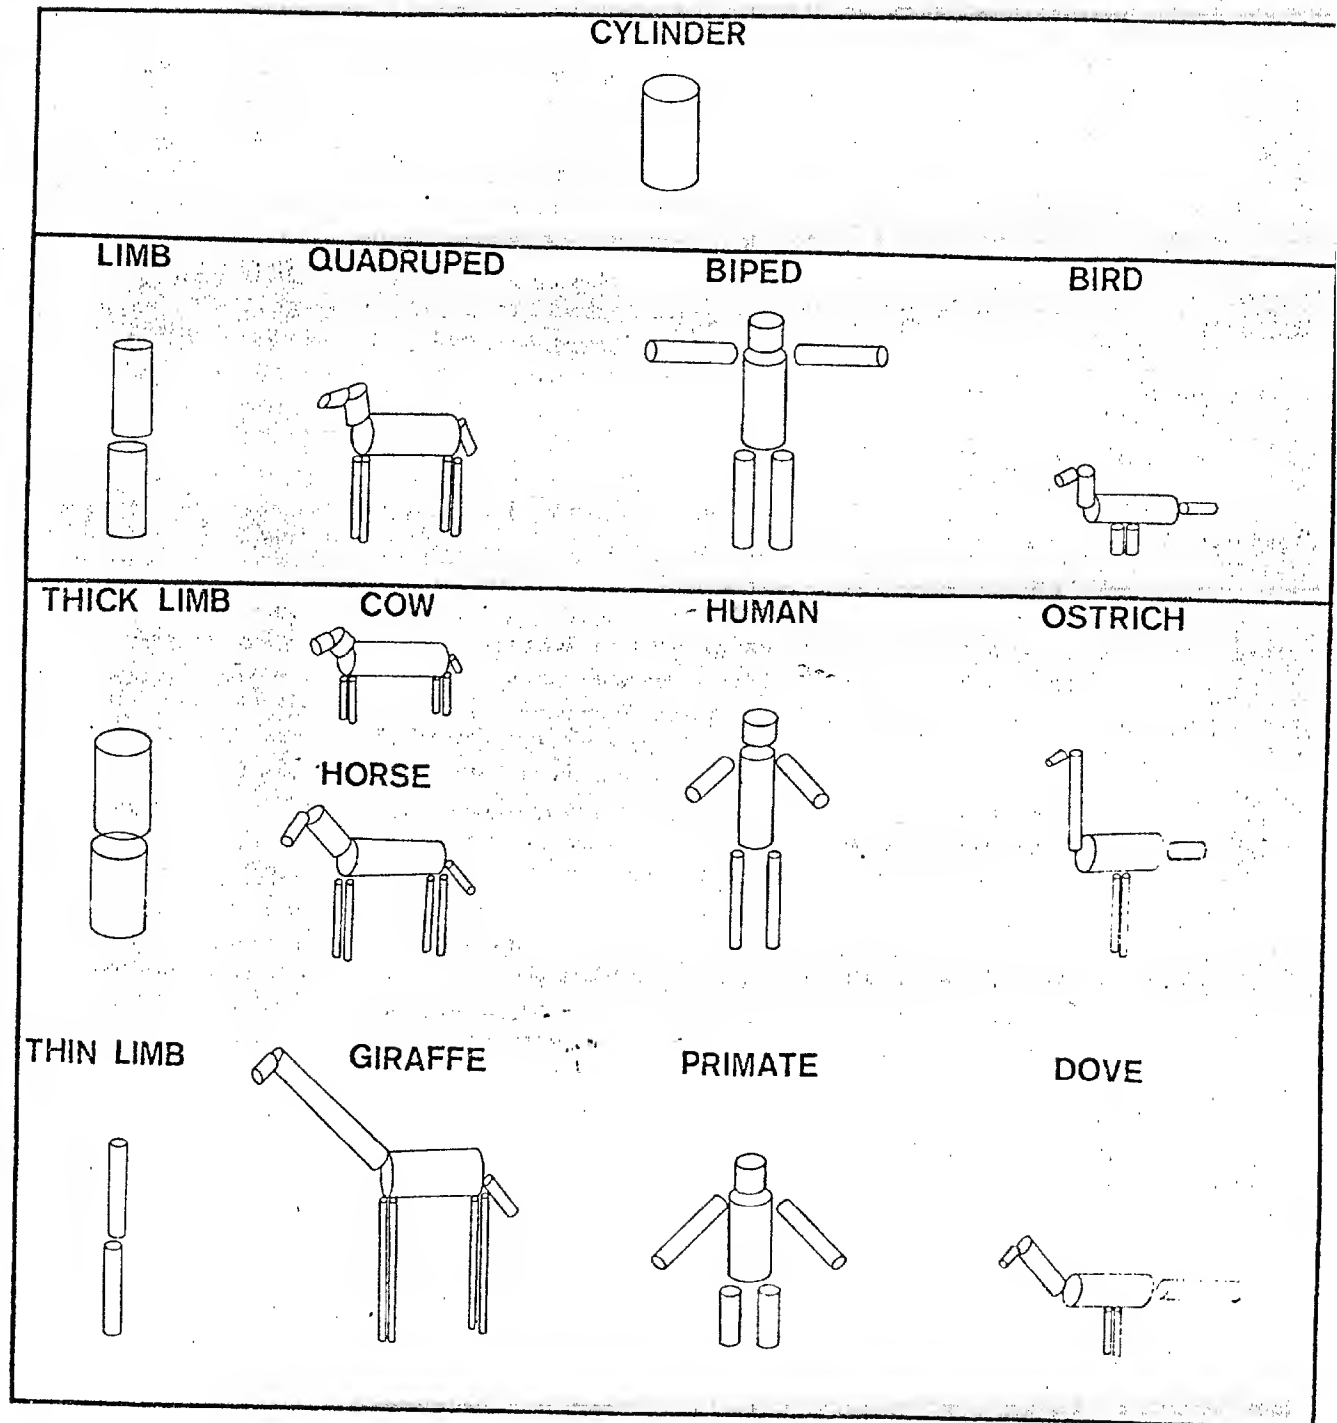 CYLINDER
LIMB QUADRUPED BIPED BIRD
THICK LIMB COW HUMAN OSTRICH
HORSE
THIN LIMB GIRAFFE PRIMATE DOVE